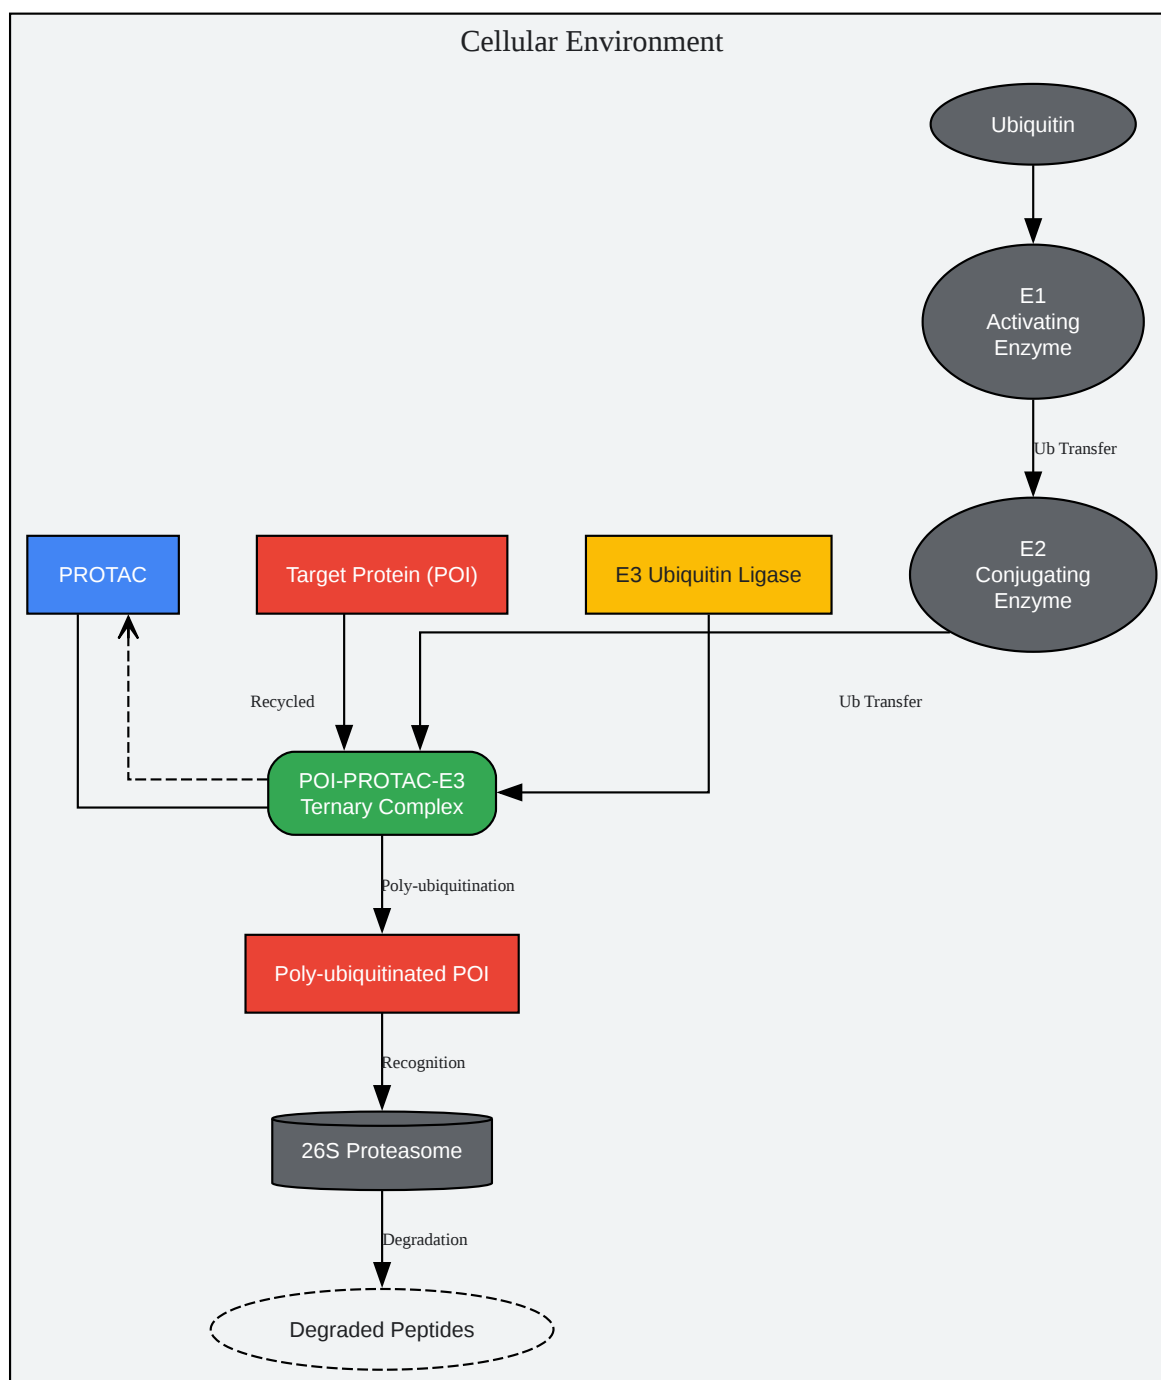 Cellular Environment
Ubiquitin
E1
Activating
Enzyme
Ub Transfer
E2
Conjugating
Enzyme
PROTAC
Target Protein (POI)
E3 Ubiquitin Ligase
Recycled
Ub Transfer
POI-PROTAC-E3
Ternary Complex
Poly-ubiquitination
Poly-ubiquitinated POI
Recognition
26S Proteasome
Degradation
Degraded Peptides